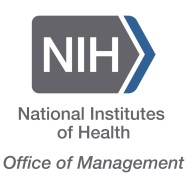 NIH
National Institutes
of Health
Office of Management